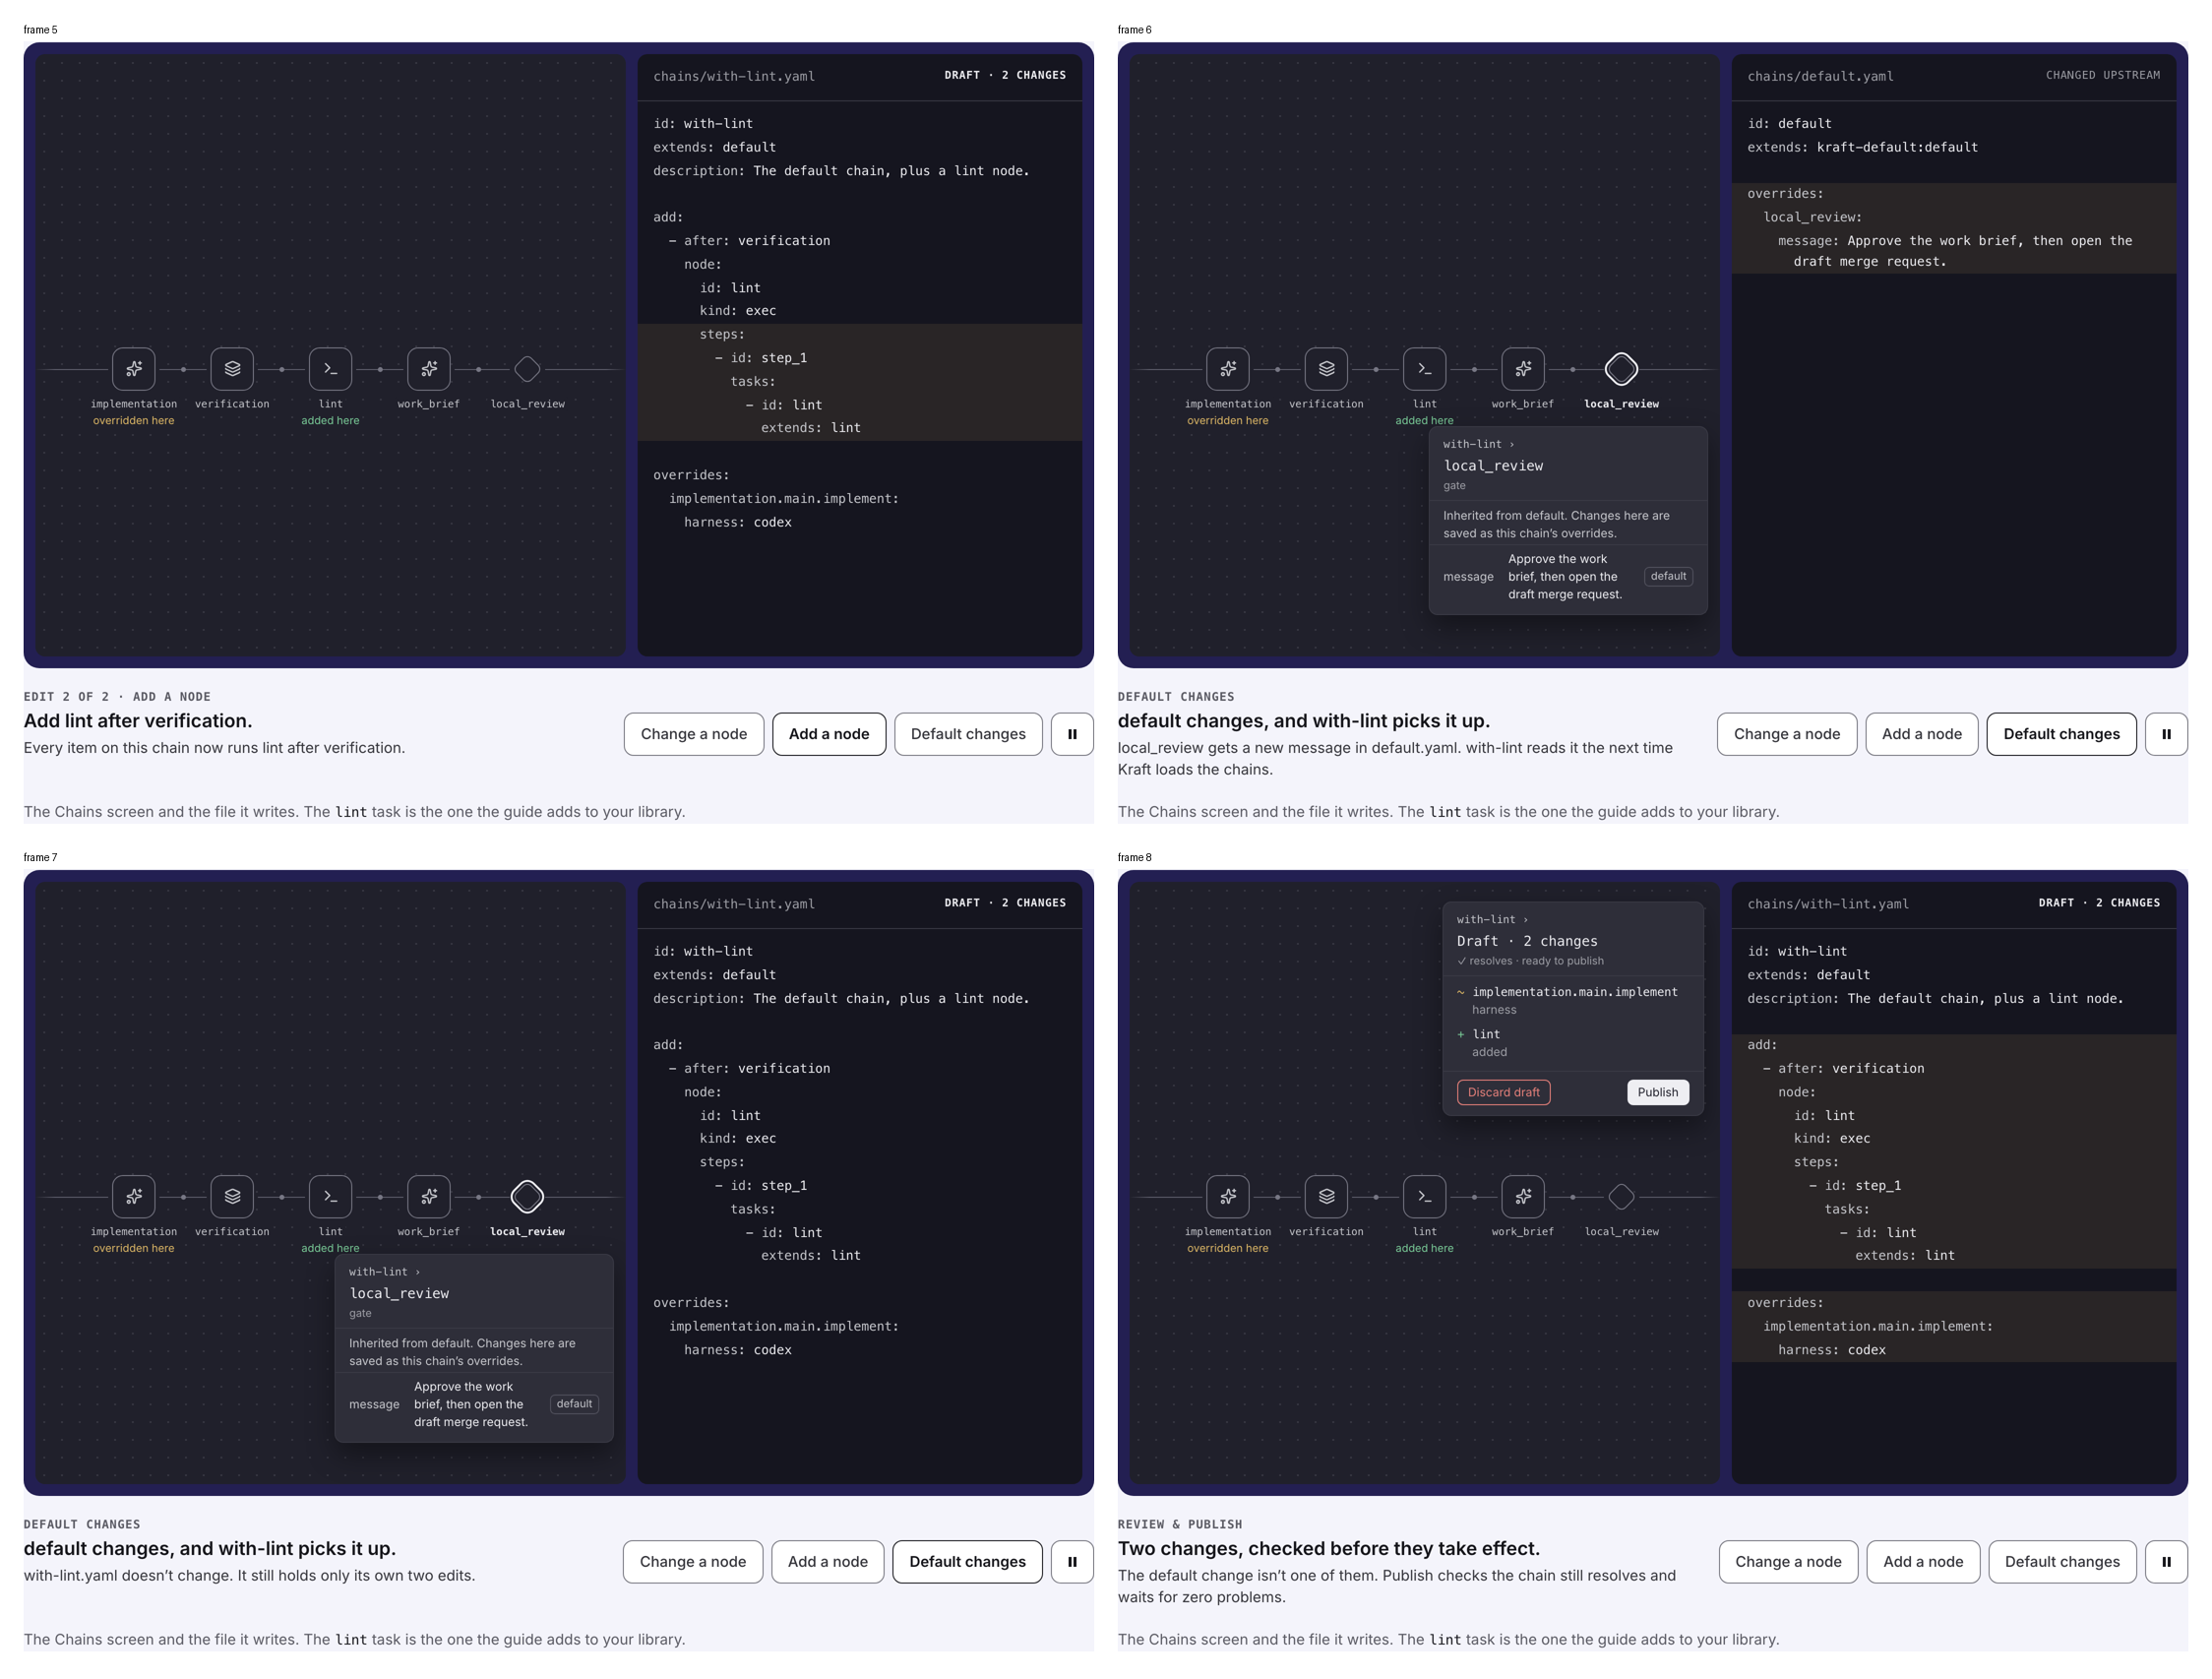 frame 5
chains/with-lint.yaml
DRAFT · 2 CHANGES
id: with-lint
extends: default
description: The default chain, plus a lint node.
add:
– after: verification
node:
id: lint
kind: exec
steps:
– id: step_1
tasks:
– id: lint
extends: lint
overrides:
implementation.main.implement:
harness: codex
implementation
verification
lint
work_brief
local_review
overridden here
added here
EDIT 2 OF 2 · ADD A NODE
Add lint after verification.
Every item on this chain now runs lint after verification.
Change a node
Add a node
Default changes
The Chains screen and the file it writes. The lint task is the one the guide adds to your library.
frame 6
chains/default.yaml
CHANGED UPSTREAM
id: default
extends: kraft-default:default
overrides:
local_review:
message: Approve the work brief, then open the
draft merge request.
implementation
verification
lint
work_brief
local_review
overridden here
added here
with-lint ›
local_review
gate
Inherited from default. Changes here are
saved as this chain’s overrides.
message
Approve the work
brief, then open the
draft merge request.
default
DEFAULT CHANGES
default changes, and with-lint picks it up.
local_review gets a new message in default.yaml. with-lint reads it the next time
Kraft loads the chains.
Change a node
Add a node
Default changes
The Chains screen and the file it writes. The lint task is the one the guide adds to your library.
frame 7
chains/with-lint.yaml
DRAFT · 2 CHANGES
id: with-lint
extends: default
description: The default chain, plus a lint node.
add:
– after: verification
node:
id: lint
kind: exec
steps:
– id: step_1
tasks:
– id: lint
extends: lint
overrides:
implementation.main.implement:
harness: codex
implementation
verification
lint
work_brief
local_review
overridden here
added here
with-lint ›
local_review
gate
Inherited from default. Changes here are
saved as this chain’s overrides.
message
Approve the work
brief, then open the
draft merge request.
default
DEFAULT CHANGES
default changes, and with-lint picks it up.
with-lint.yaml doesn’t change. It still holds only its own two edits.
Change a node
Add a node
Default changes
The Chains screen and the file it writes. The lint task is the one the guide adds to your library.
frame 8
with-lint ›
Draft · 2 changes
✓ resolves · ready to publish
~ implementation.main.implement
harness
+ lint
added
Discard draft
Publish
implementation
verification
lint
work_brief
local_review
overridden here
added here
chains/with-lint.yaml
DRAFT · 2 CHANGES
id: with-lint
extends: default
description: The default chain, plus a lint node.
add:
– after: verification
node:
id: lint
kind: exec
steps:
– id: step_1
tasks:
– id: lint
extends: lint
overrides:
implementation.main.implement:
harness: codex
REVIEW & PUBLISH
Two changes, checked before they take effect.
The default change isn’t one of them. Publish checks the chain still resolves and
waits for zero problems.
Change a node
Add a node
Default changes
The Chains screen and the file it writes. The lint task is the one the guide adds to your library.